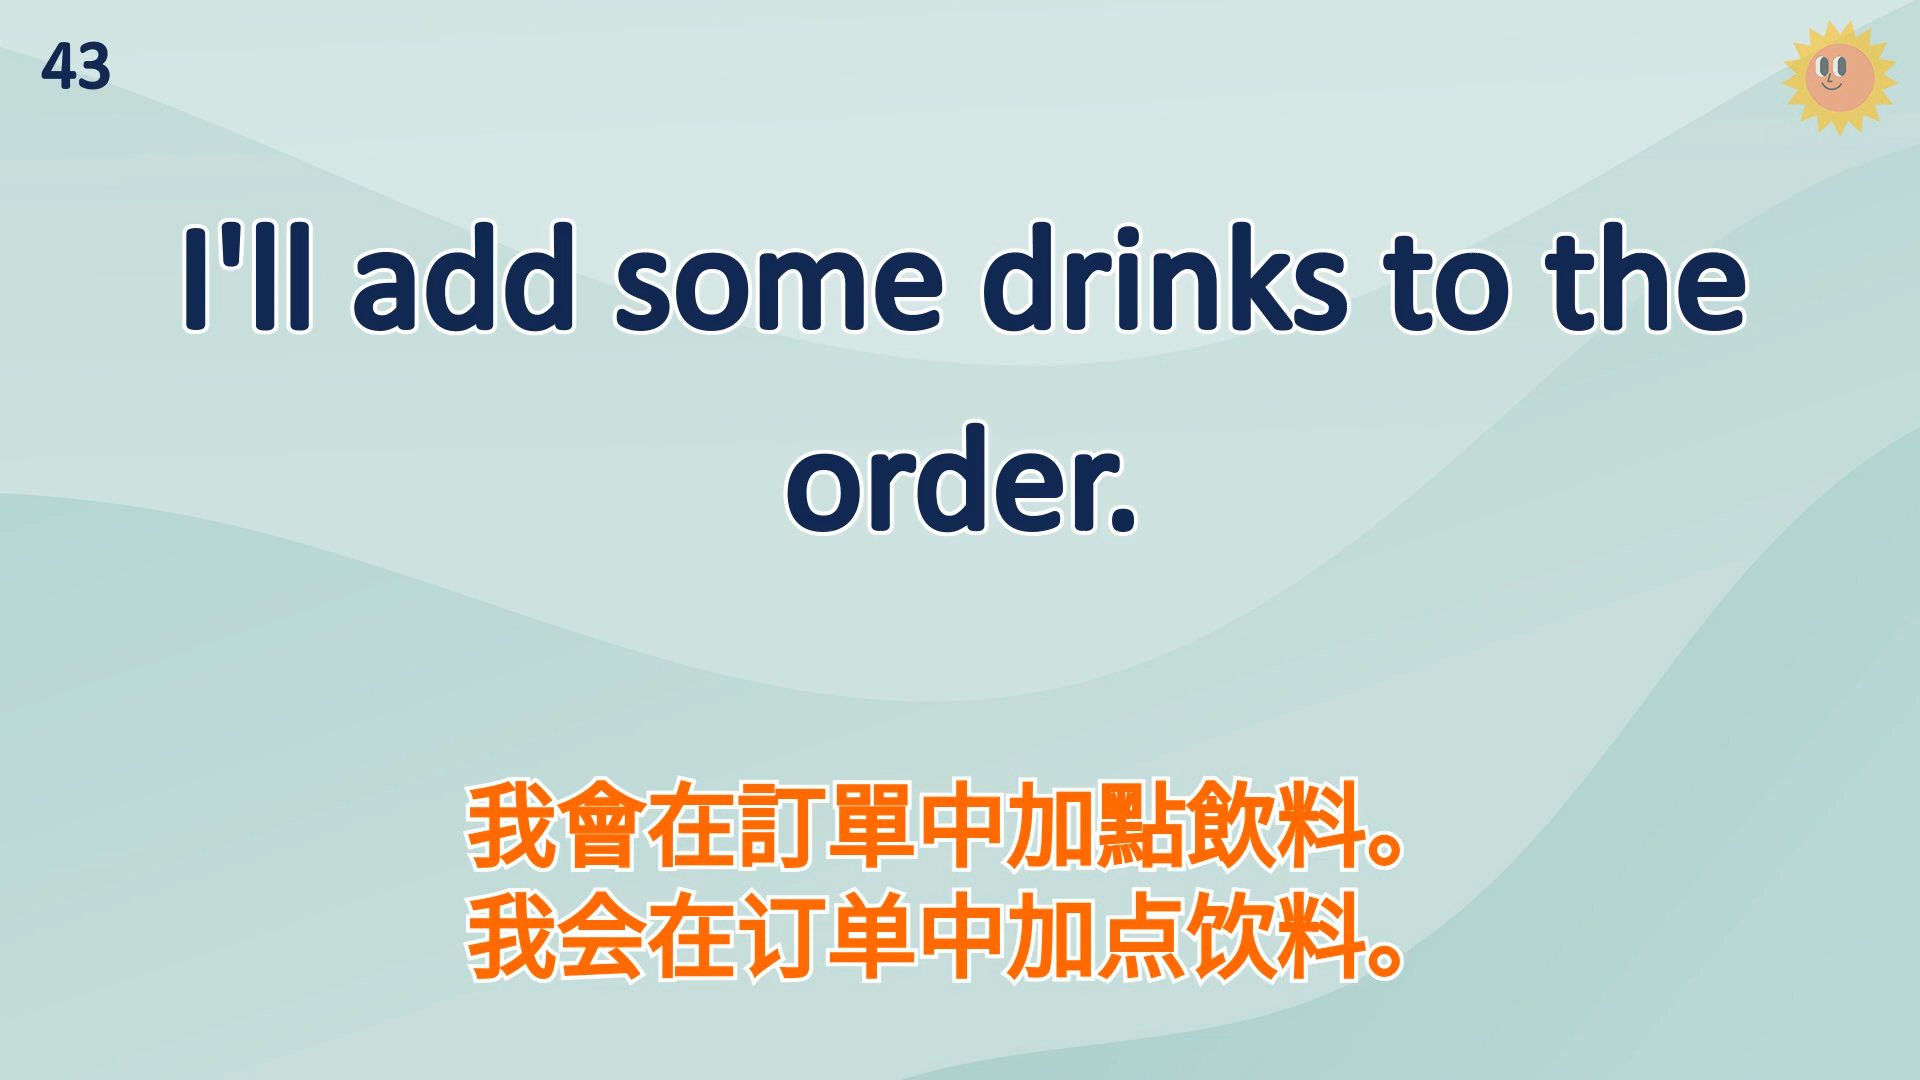 43
I'll add some drinks to the
order.
我會在訂單中加點飲料。
我会在订单中加点饮料。